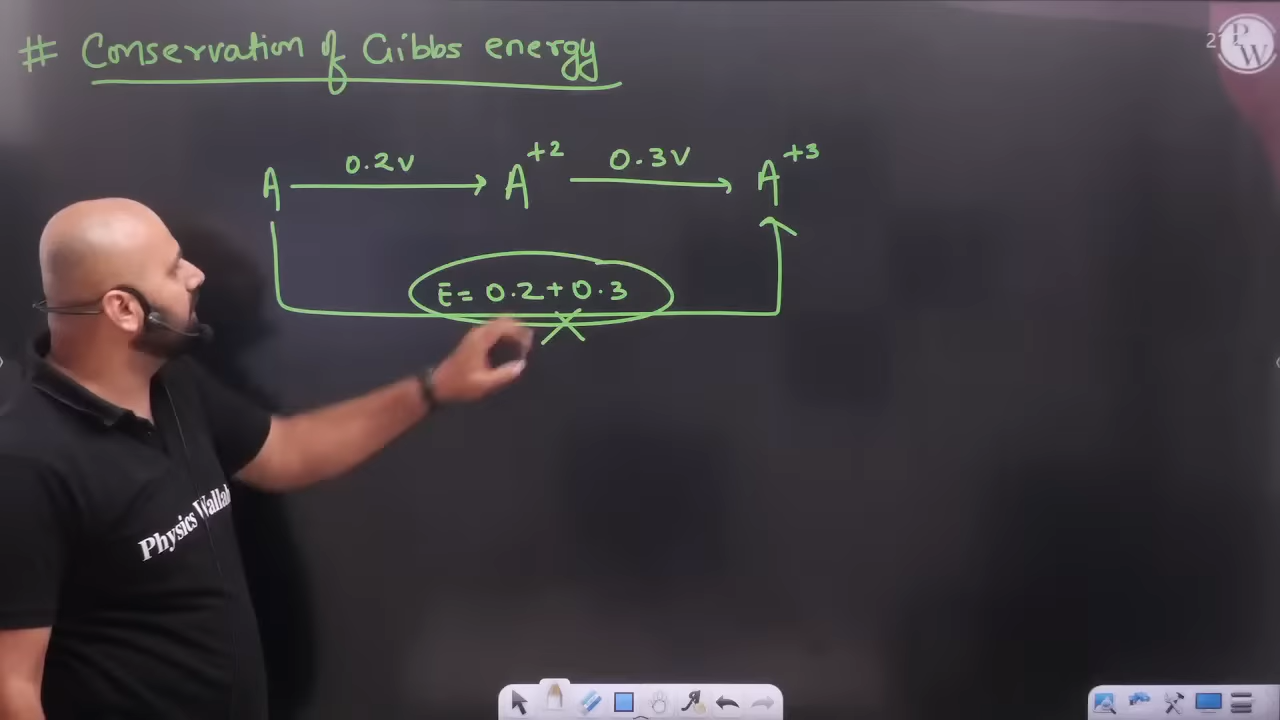 # Conservation of Gibbs energy
A 0.2v A+2 0.3v A+3
E= 0.2+0.3
Physics Wallah
PW